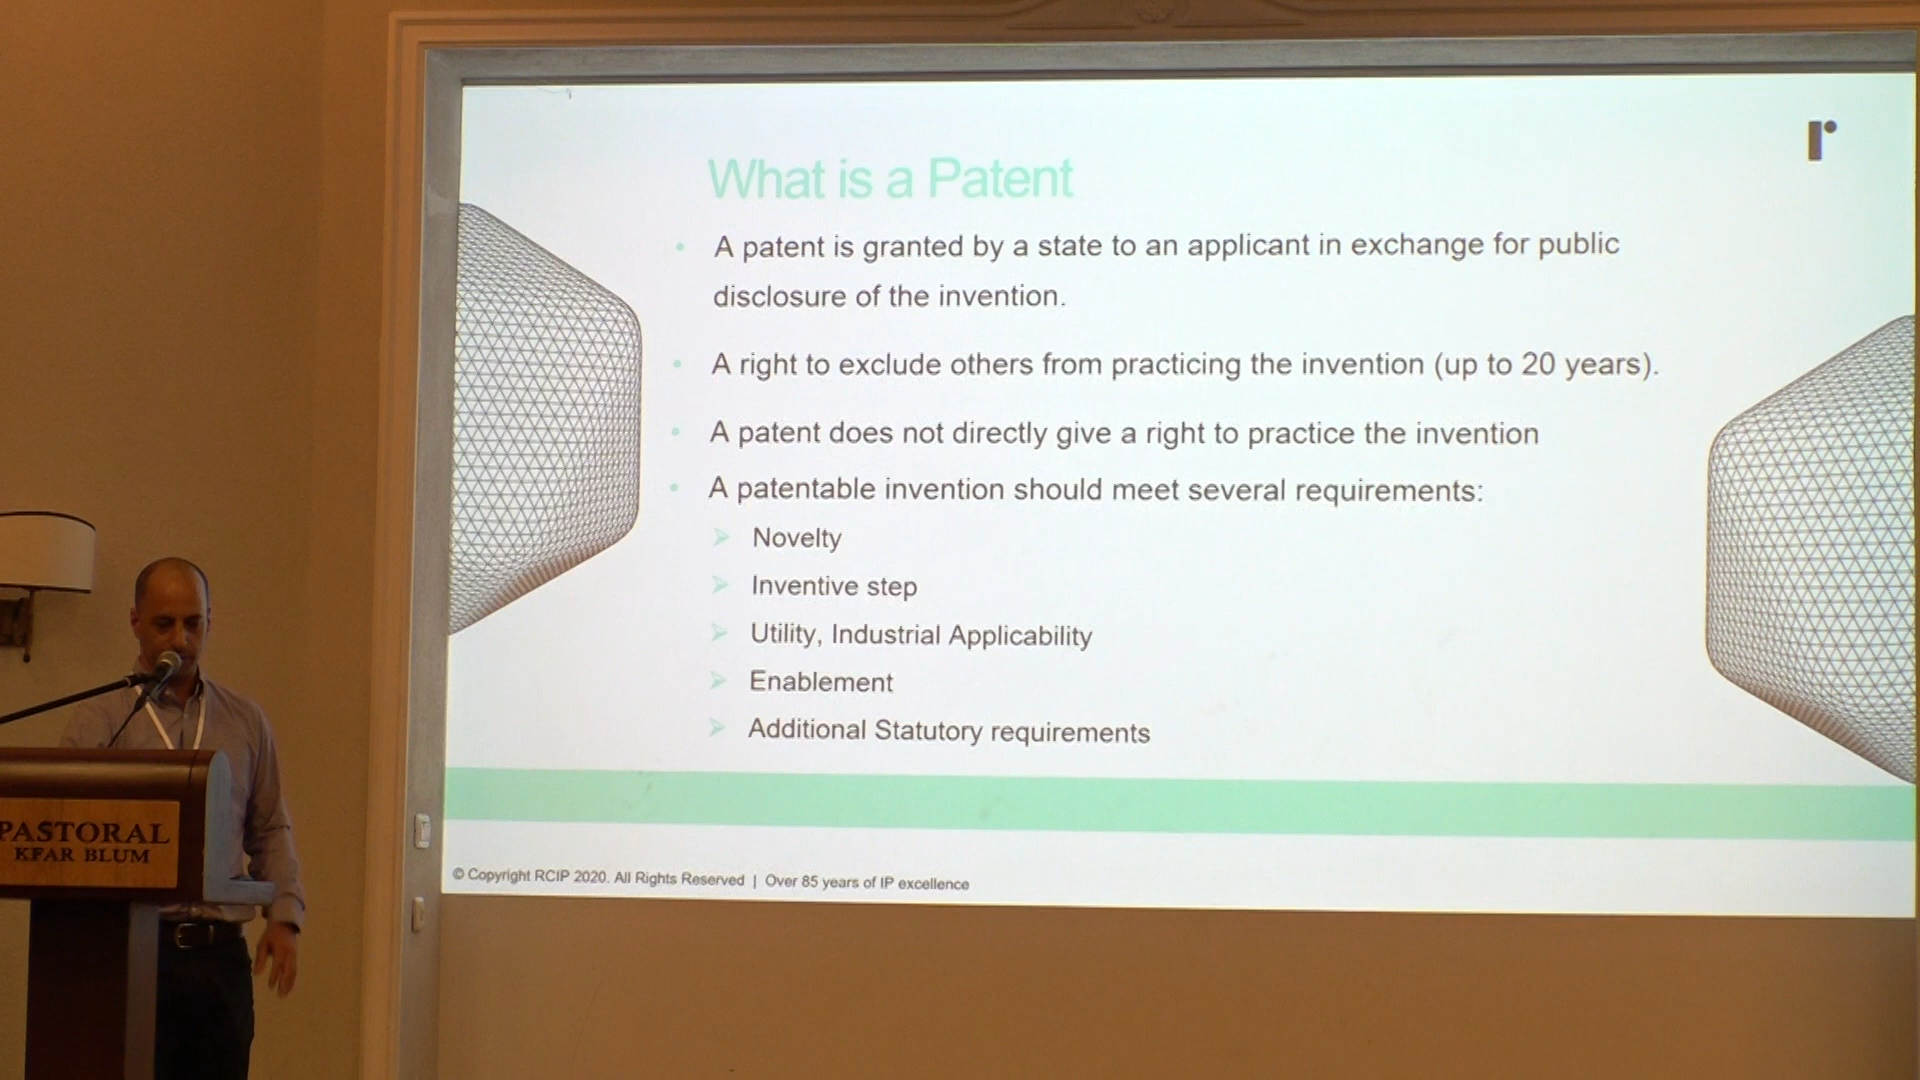 What is a Patent
• A patent is granted by a state to an applicant in exchange for public
disclosure of the invention.
• A right to exclude others from practicing the invention (up to 20 years).
• A patent does not directly give a right to practice the invention
• A patentable invention should meet several requirements:
➢ Novelty
➢ Inventive step
➢ Utility, Industrial Applicability
➢ Enablement
➢ Additional Statutory requirements
© Copyright RCIP 2020. All Rights Reserved | Over 85 years of IP excellence
r
PASTORAL
KFAR BLUM